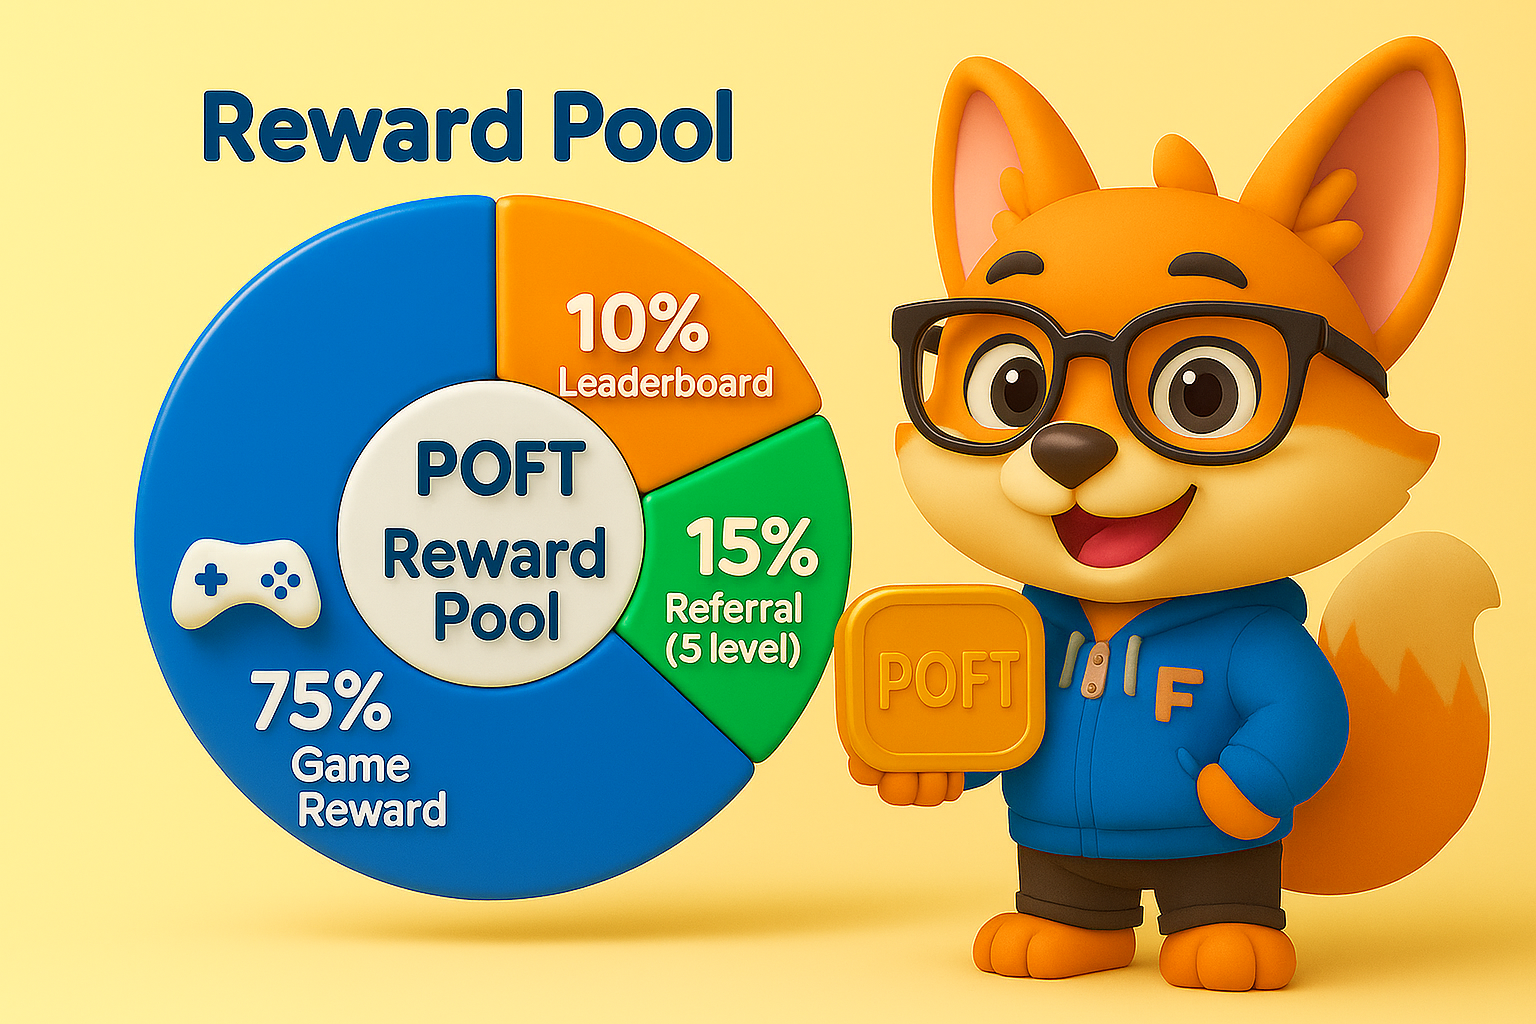 Reward Pool
10%
Leaderboard
POFT
Reward
Pool
15%
Referral
(5 level)
75%
Game
Reward
POFT
F